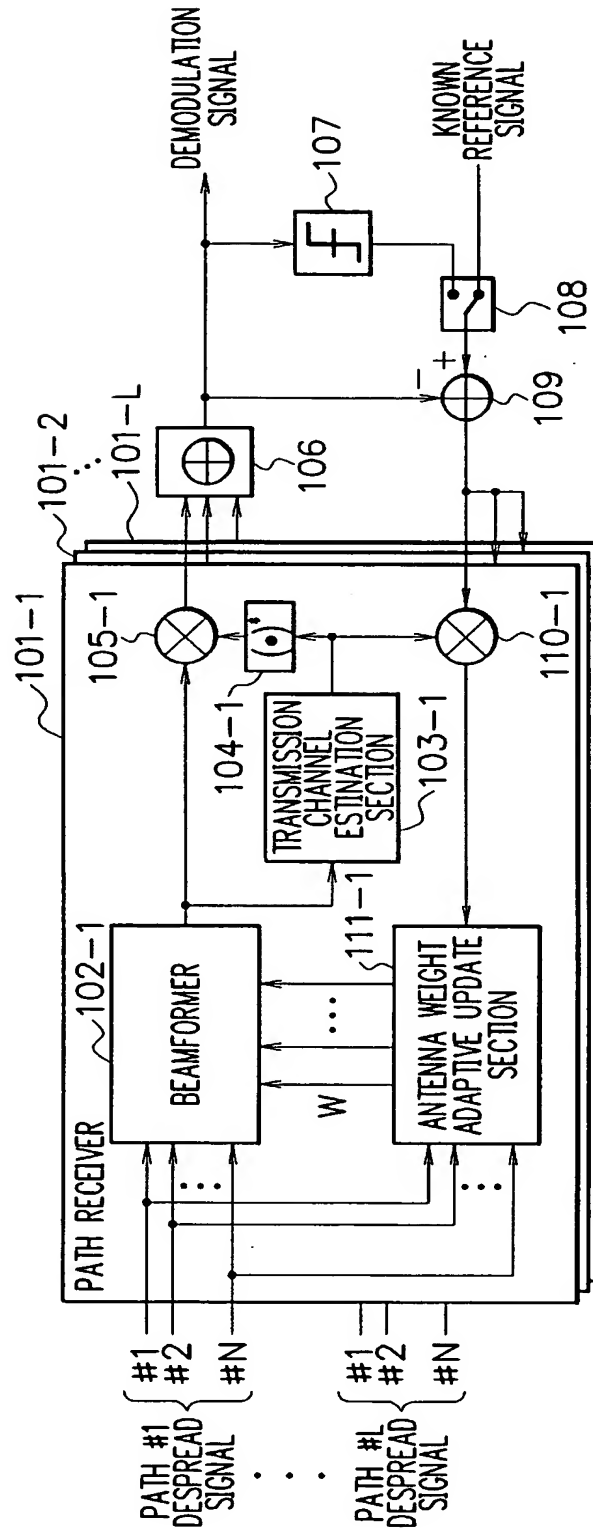 PATH #1
DESPREAD
SIGNAL
#1
#2
#N
PATH #L
DESPREAD
SIGNAL
#1
#2
#N
PATH RECEIVER
102-1
BEAMFORMER
W
111-1
ANTENNA WEIGHT
ADAPTIVE UPDATE
SECTION
TRANSMISSION
CHANNEL
ESTINATION
SECTION
103-1
104-1
(•)*
105-1
110-1
101-1
101-2
101-L
106
107
108
109
+
-
DEMODULATION
SIGNAL
KNOWN
REFERENCE
SIGNAL